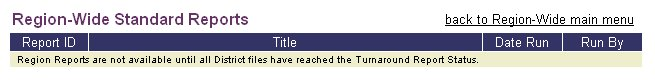 Region-Wide Standard Reports back to Region-Wide main menu
Report ID Title Date Run Run By
Region Reports are not available until all District files have reached the Turnaround Report Status.